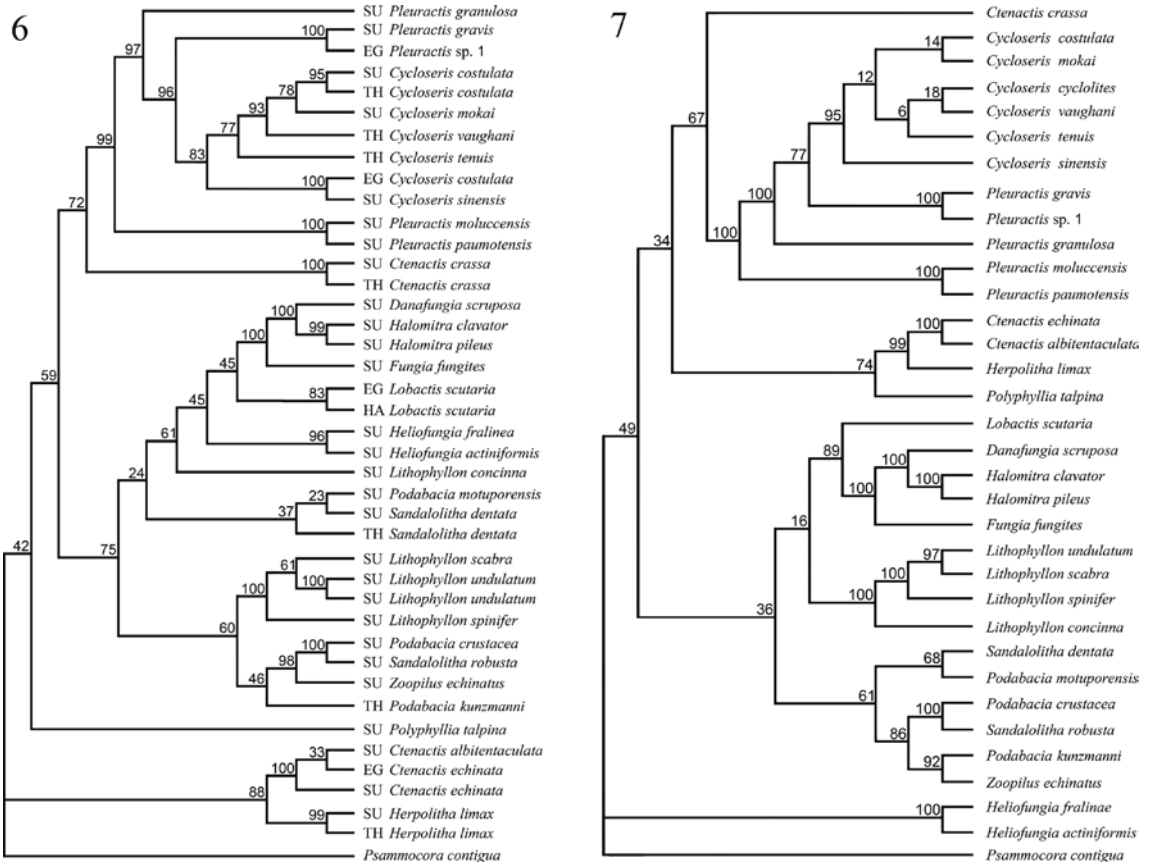 6
SU Pleuractis granulosa
SU Pleuractis gravis
EG Pleuractis sp. 1
SU Cycloseris costulata
TH Cycloseris costulata
SU Cycloseris mokai
TH Cycloseris vaughani
TH Cycloseris tenuis
EG Cycloseris costulata
SU Cycloseris sinensis
SU Pleuractis moluccensis
SU Pleuractis paumotensis
SU Ctenactis crassa
TH Ctenactis crassa
SU Danafungia scruposa
SU Halomitra clavator
SU Halomitra pileus
SU Fungia fungites
EG Lobactis scutaria
HA Lobactis scutaria
SU Heliofungia fralinea
SU Heliofungia actiniformis
SU Lithophyllon concinna
SU Podabacia motuporensis
SU Sandalolitha dentata
TH Sandalolitha dentata
SU Lithophyllon scabra
SU Lithophyllon undulatum
SU Lithophyllon undulatum
SU Lithophyllon spinifer
SU Podabacia crustacea
SU Sandalolitha robusta
SU Zoopilus echinatus
TH Podabacia kunzmanni
SU Polyphyllia talpina
SU Ctenactis albitentaculata
EG Ctenactis echinata
SU Ctenactis echinata
SU Herpolitha limax
TH Herpolitha limax
Psammocora contigua
97
100
96
95
78
93
77
83
100
99
100
72
100
100
99
100
45
83
45
59
96
61
24
23
37
75
61
100
100
60
100
98
46
42
33
100
88
99
7
Ctenactis crassa
Cycloseris costulata
Cycloseris mokai
Cycloseris cyclolites
Cycloseris vaughani
Cycloseris tenuis
Cycloseris sinensis
Pleuractis gravis
Pleuractis sp. 1
Pleuractis granulosa
Pleuractis moluccensis
Pleuractis paumotensis
Ctenactis echinata
Ctenactis albitentaculata
Herpolitha limax
Polyphyllia talpina
Lobactis scutaria
Danafungia scruposa
Halomitra clavator
Halomitra pileus
Fungia fungites
Lithophyllon undulatum
Lithophyllon scabra
Lithophyllon spinifer
Lithophyllon concinna
Sandalolitha dentata
Podabacia motuporensis
Podabacia crustacea
Sandalolitha robusta
Podabacia kunzmanni
Zoopilus echinatus
Heliofungia fralinae
Heliofungia actiniformis
Psammocora contigua
14
12
18
6
95
67
77
100
100
34
100
100
100
99
74
49
89
100
100
100
16
97
100
100
36
68
61
100
86
92
100